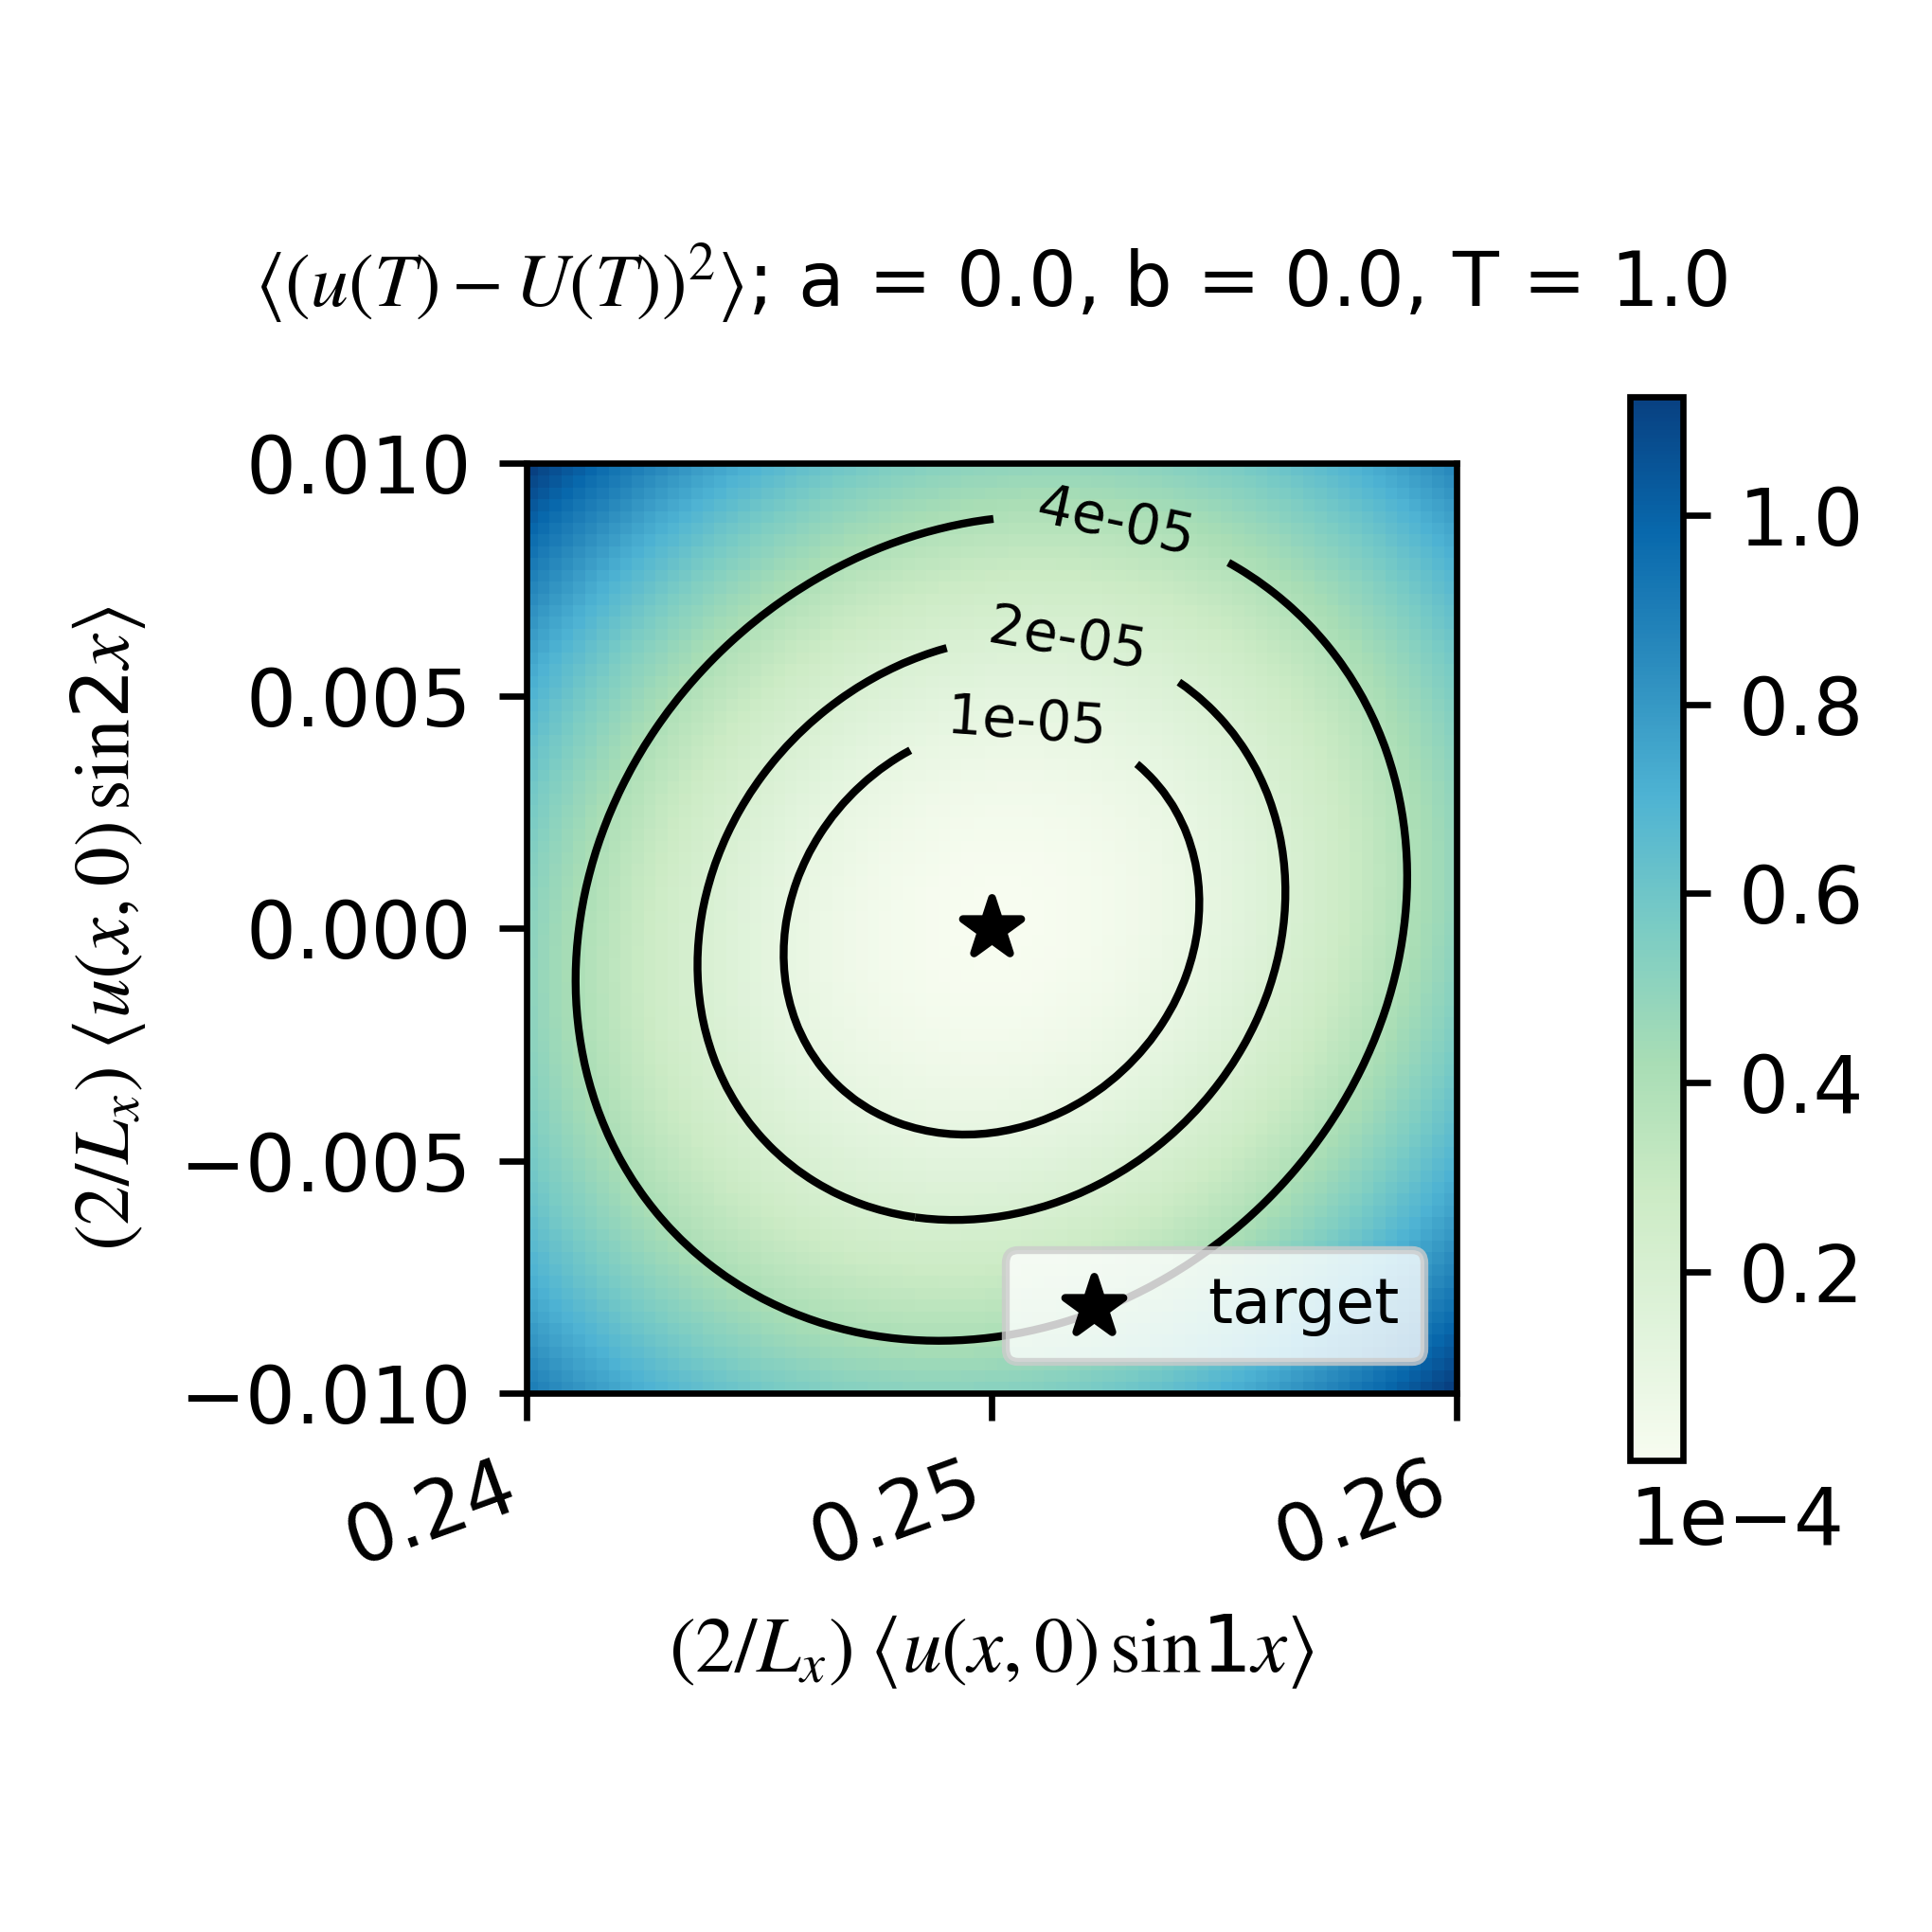 ⟨(u(T) − U(T))²⟩; a = 0.0, b = 0.0, T = 1.0
(2/Lₓ) ⟨u(x, 0) sin2x⟩
0.010
0.005
0.000
−0.005
−0.010
4e-05
2e-05
1e-05
target
0.24 0.25 0.26
(2/Lₓ) ⟨u(x, 0) sin1x⟩
1.0
0.8
0.6
0.4
0.2
1e−4